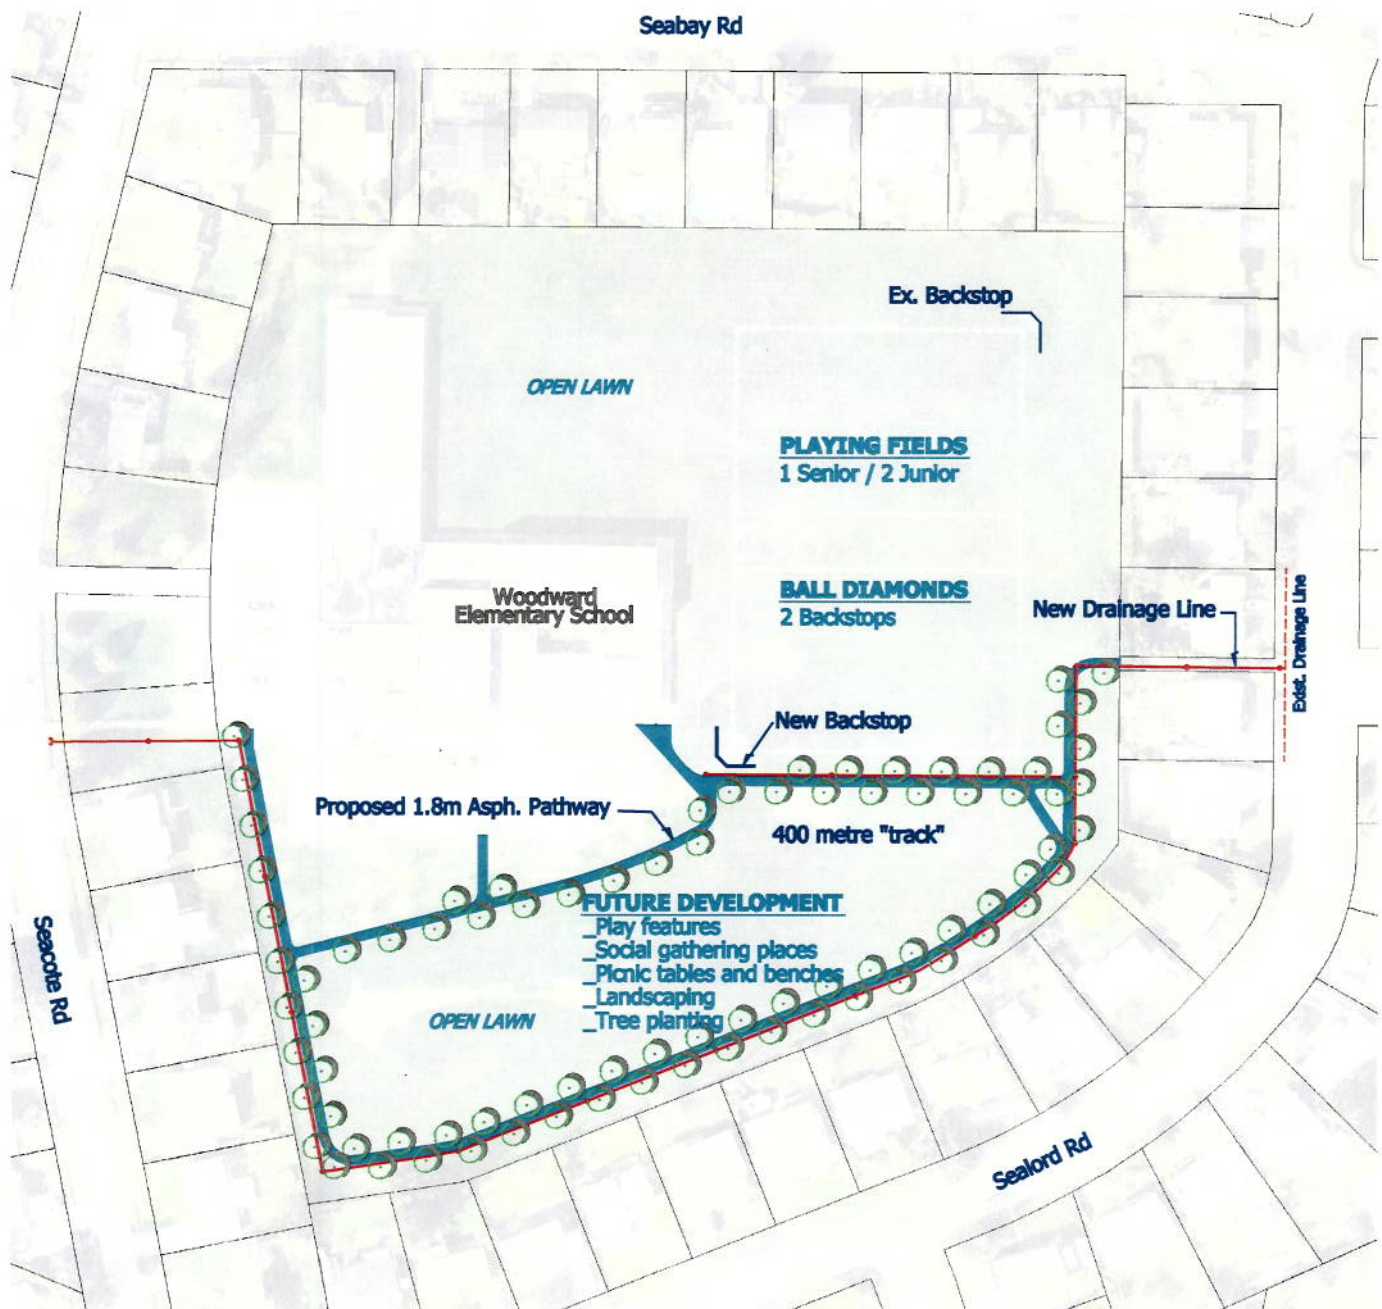 Seabay Rd
Ex. Backstop
OPEN LAWN
PLAYING FIELDS
1 Senior / 2 Junior
BALL DIAMONDS
2 Backstops
Woodward
Elementary School
New Drainage Line
Exist. Drainage Line
New Backstop
Proposed 1.8m Asph. Pathway
400 metre "track"
FUTURE DEVELOPMENT
_Play features
_Social gathering places
_Picnic tables and benches
_Landscaping
_Tree planting
OPEN LAWN
Seacote Rd
Sealord Rd